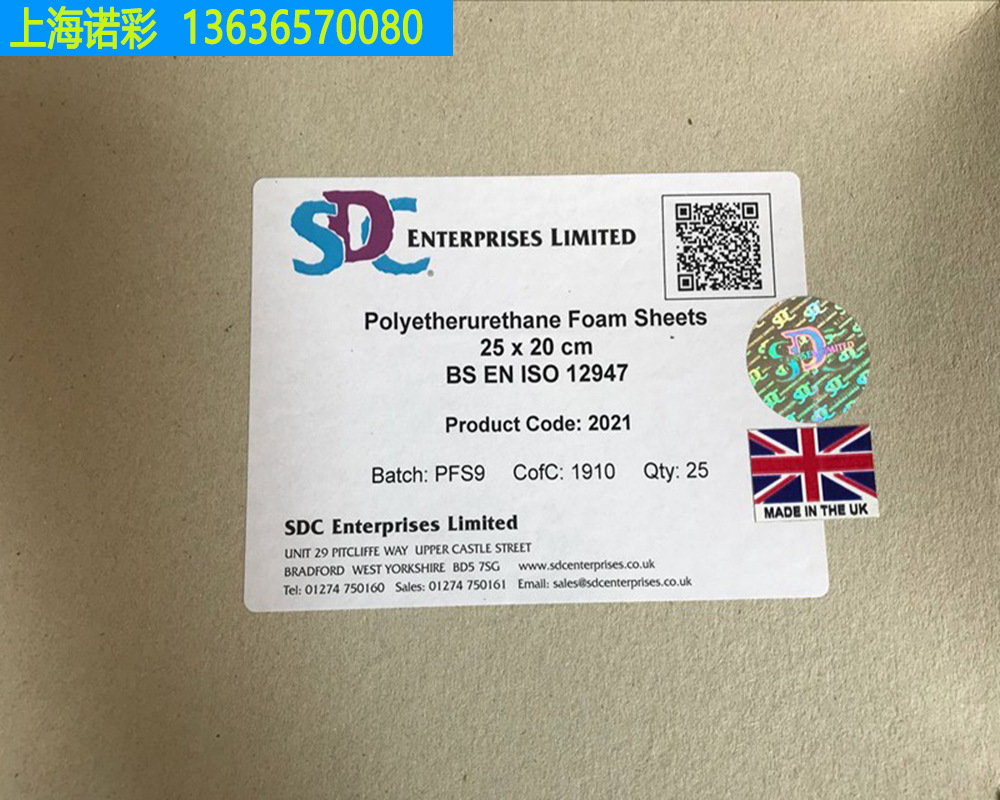 上海诺彩 13636570080
SDC ENTERPRISES LIMITED
®
Polyetherurethane Foam Sheets
25 x 20 cm
BS EN ISO 12947
Product Code: 2021
Batch: PFS9 CofC: 1910 Qty: 25
SDC LIMITED
MADE IN THE UK
SDC Enterprises Limited
UNIT 29 PITCLIFFE WAY UPPER CASTLE STREET
BRADFORD WEST YORKSHIRE BD5 7SG www.sdcenterprises.co.uk
Tel: 01274 750160 Sales: 01274 750161 Email: sales@sdcenterprises.co.uk